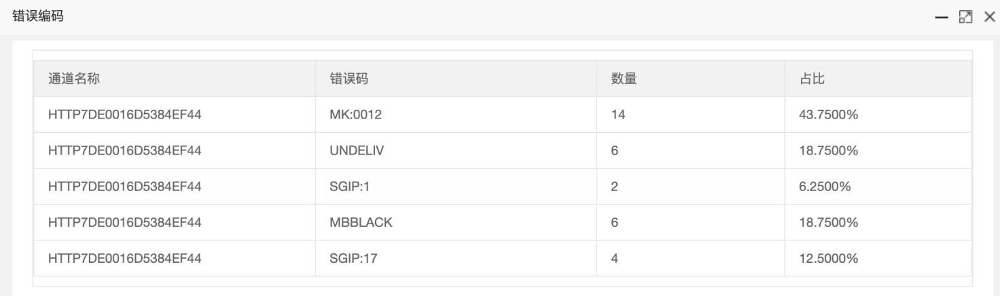 错误编码
通道名称 错误码 数量 占比
HTTP7DE0016D5384EF44 MK:0012 14 43.7500%
HTTP7DE0016D5384EF44 UNDELIV 6 18.7500%
HTTP7DE0016D5384EF44 SGIP:1 2 6.2500%
HTTP7DE0016D5384EF44 MBBLACK 6 18.7500%
HTTP7DE0016D5384EF44 SGIP:17 4 12.5000%